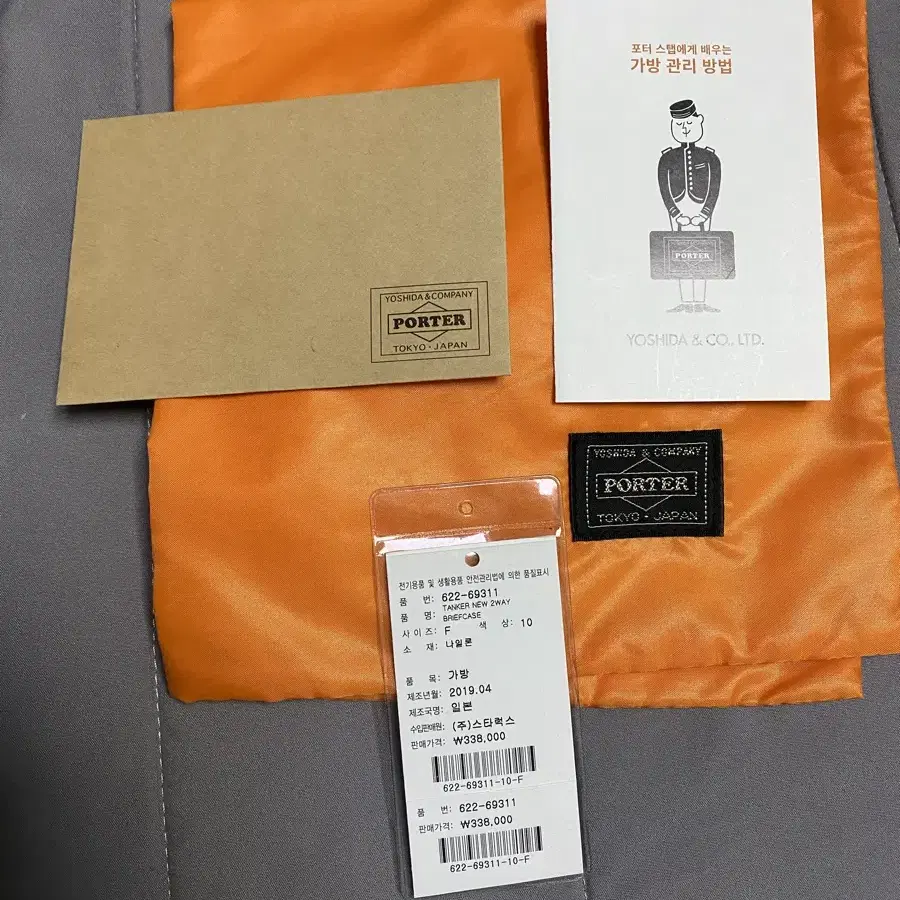 포터 스탭에게 배우는
가방 관리 방법
PORTER
YOSHIDA & CO., LTD.
YOSHIDA & COMPANY
PORTER
TOKYO · JAPAN
YOSHIDA & COMPANY
PORTER
TOKYO · JAPAN
전기용품 및 생활용품 안전관리법에 의한 품질표시
품 번: 622-69311
품 명: TANKER NEW 2WAY
BRIEFCASE
사이즈: F 색 상: 10
소 재: 나일론
품 목: 가방
제조년월: 2019.04
제조국명: 일본
수입판매원: (주)스타럭스
판매가격: ₩338,000
622-69311-10-F
품 번: 622-69311
판매가격: ₩338,000
622-69311-10-F